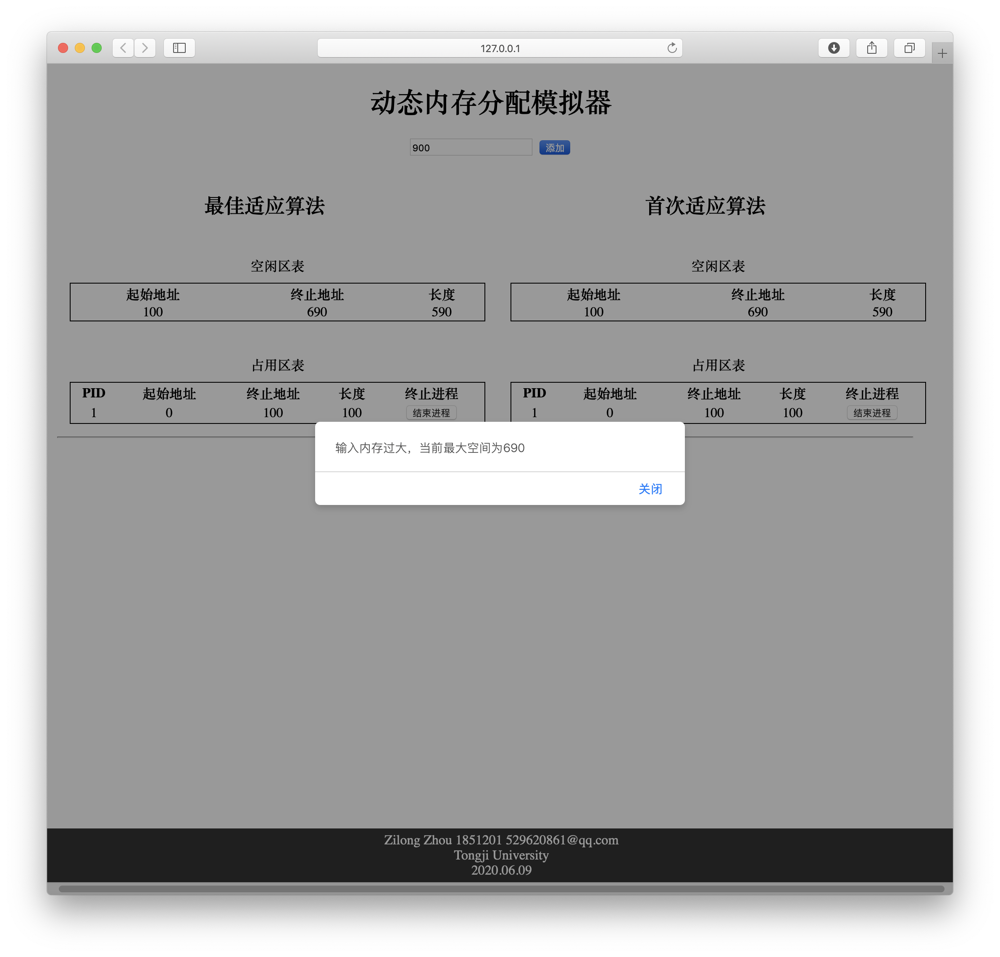 127.0.0.1
动态内存分配模拟器
900 添加
最佳适应算法 首次适应算法
空闲区表 空闲区表
起始地址 终止地址 长度 起始地址 终止地址 长度
100 690 590 100 690 590
占用区表 占用区表
PID 起始地址 终止地址 长度 终止进程 PID 起始地址 终止地址 长度 终止进程
1 0 100 100 结束进程 1 0 100 100 结束进程
输入内存过大，当前最大空间为690
关闭
Zilong Zhou 1851201 529620861@qq.com
Tongji University
2020.06.09